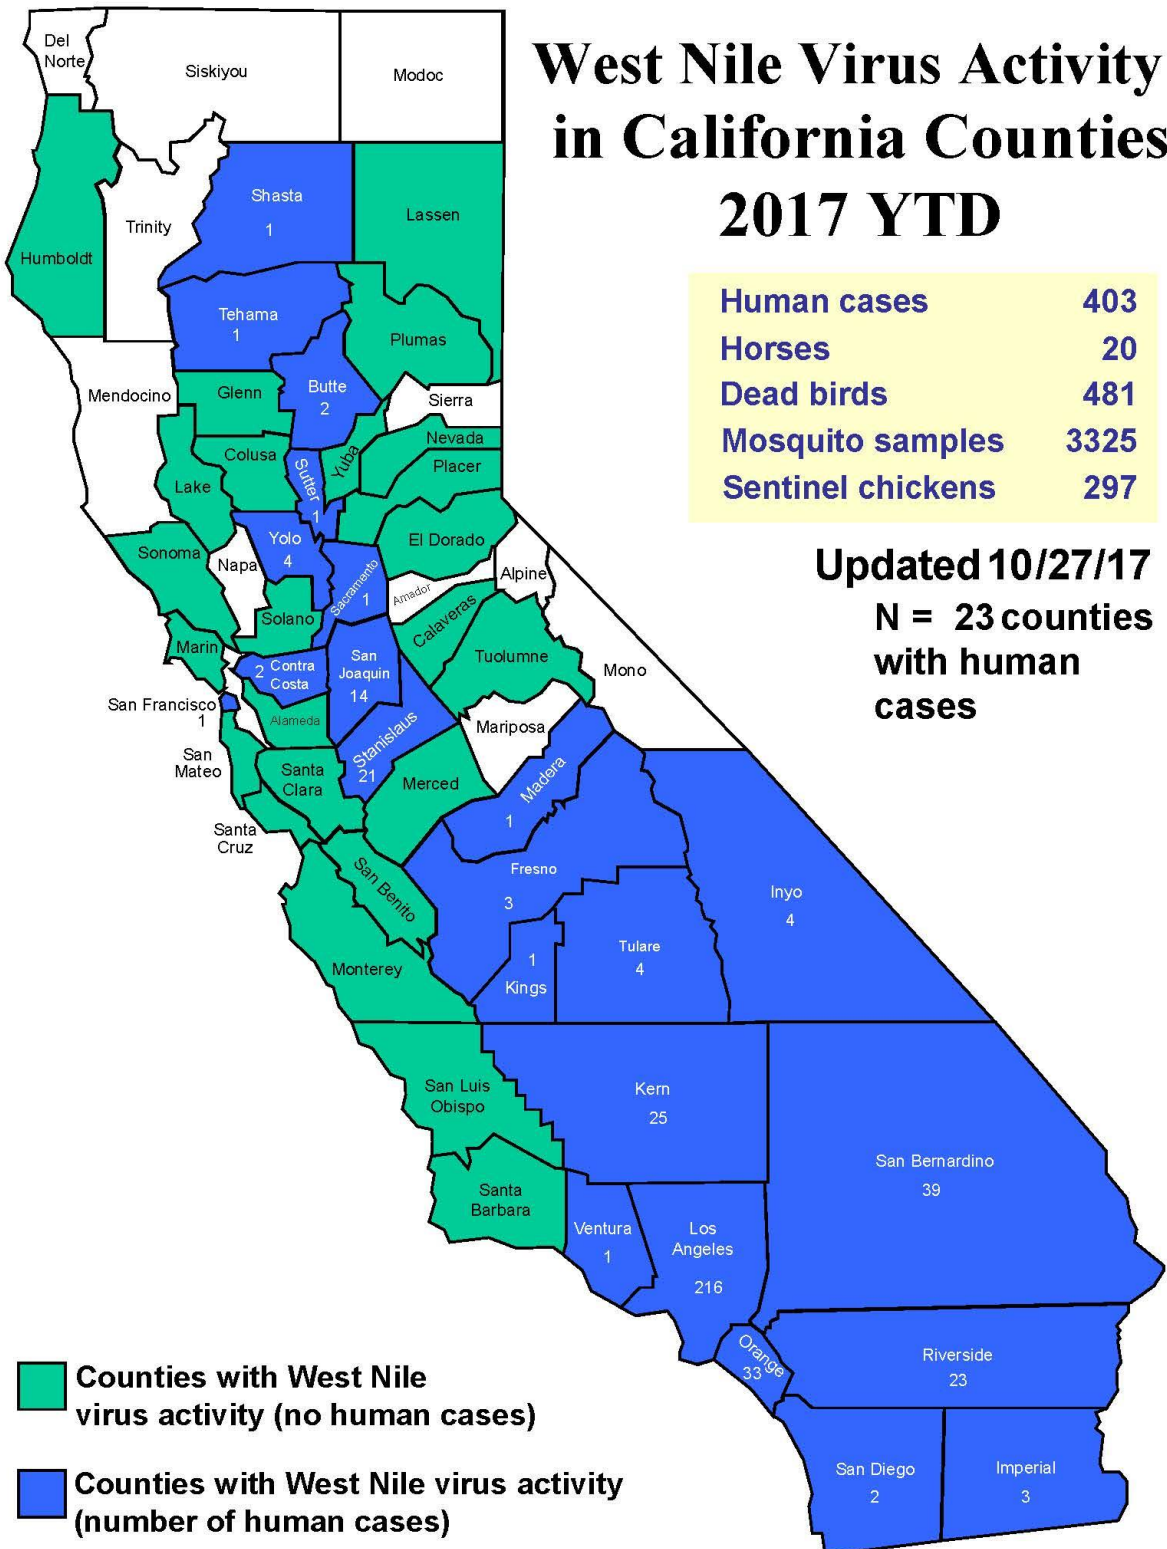 West Nile Virus Activity
in California Counties
2017 YTD
Human cases 403
Horses 20
Dead birds 481
Mosquito samples 3325
Sentinel chickens 297
Updated 10/27/17
N = 23 counties
with human
cases
Del
Norte
Siskiyou
Modoc
Humboldt
Trinity
Shasta
1
Lassen
Tehama
1
Plumas
Mendocino
Glenn
Butte
2
Sierra
Colusa
Nevada
Yuba
Placer
Lake
Sutter
1
Sonoma
Napa
Yolo
4
El Dorado
Sacramento
1
Amador
Alpine
Solano
Calaveras
Marin
Tuolumne
Mono
2 Contra
Costa
San
Joaquin
14
San Francisco
1
Alameda
Stanislaus
21
Mariposa
San
Mateo
Santa
Clara
Merced
Madera
1
Santa
Cruz
San Benito
Fresno
3
Inyo
4
Monterey
1
Kings
Tulare
4
San Luis
Obispo
Kern
25
San Bernardino
39
Santa
Barbara
Ventura
1
Los
Angeles
216
Orange
33
Riverside
23
San Diego
2
Imperial
3
Counties with West Nile
virus activity (no human cases)
Counties with West Nile virus activity
(number of human cases)